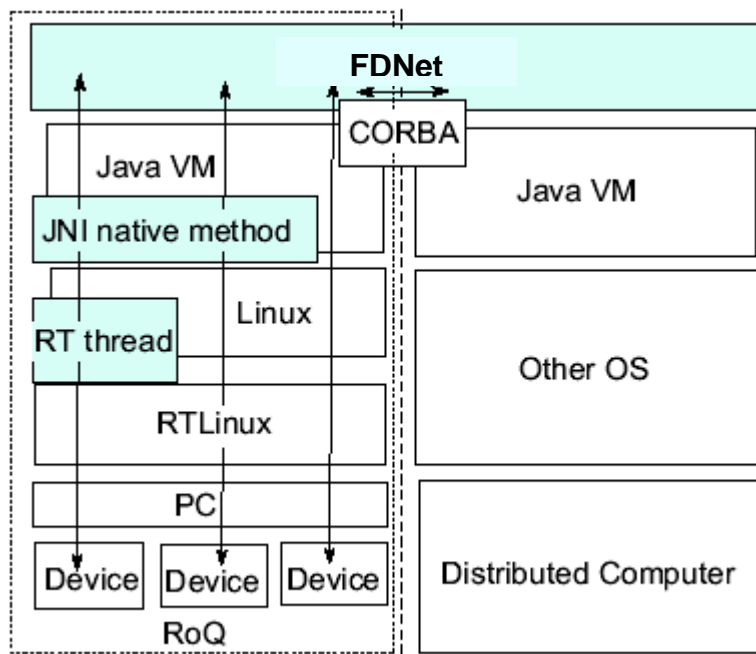 FDNet
CORBA
Java VM
Java VM
JNI native method
Linux
RT thread
Other OS
RTLinux
PC
Device
Device
Device
Distributed Computer
RoQ